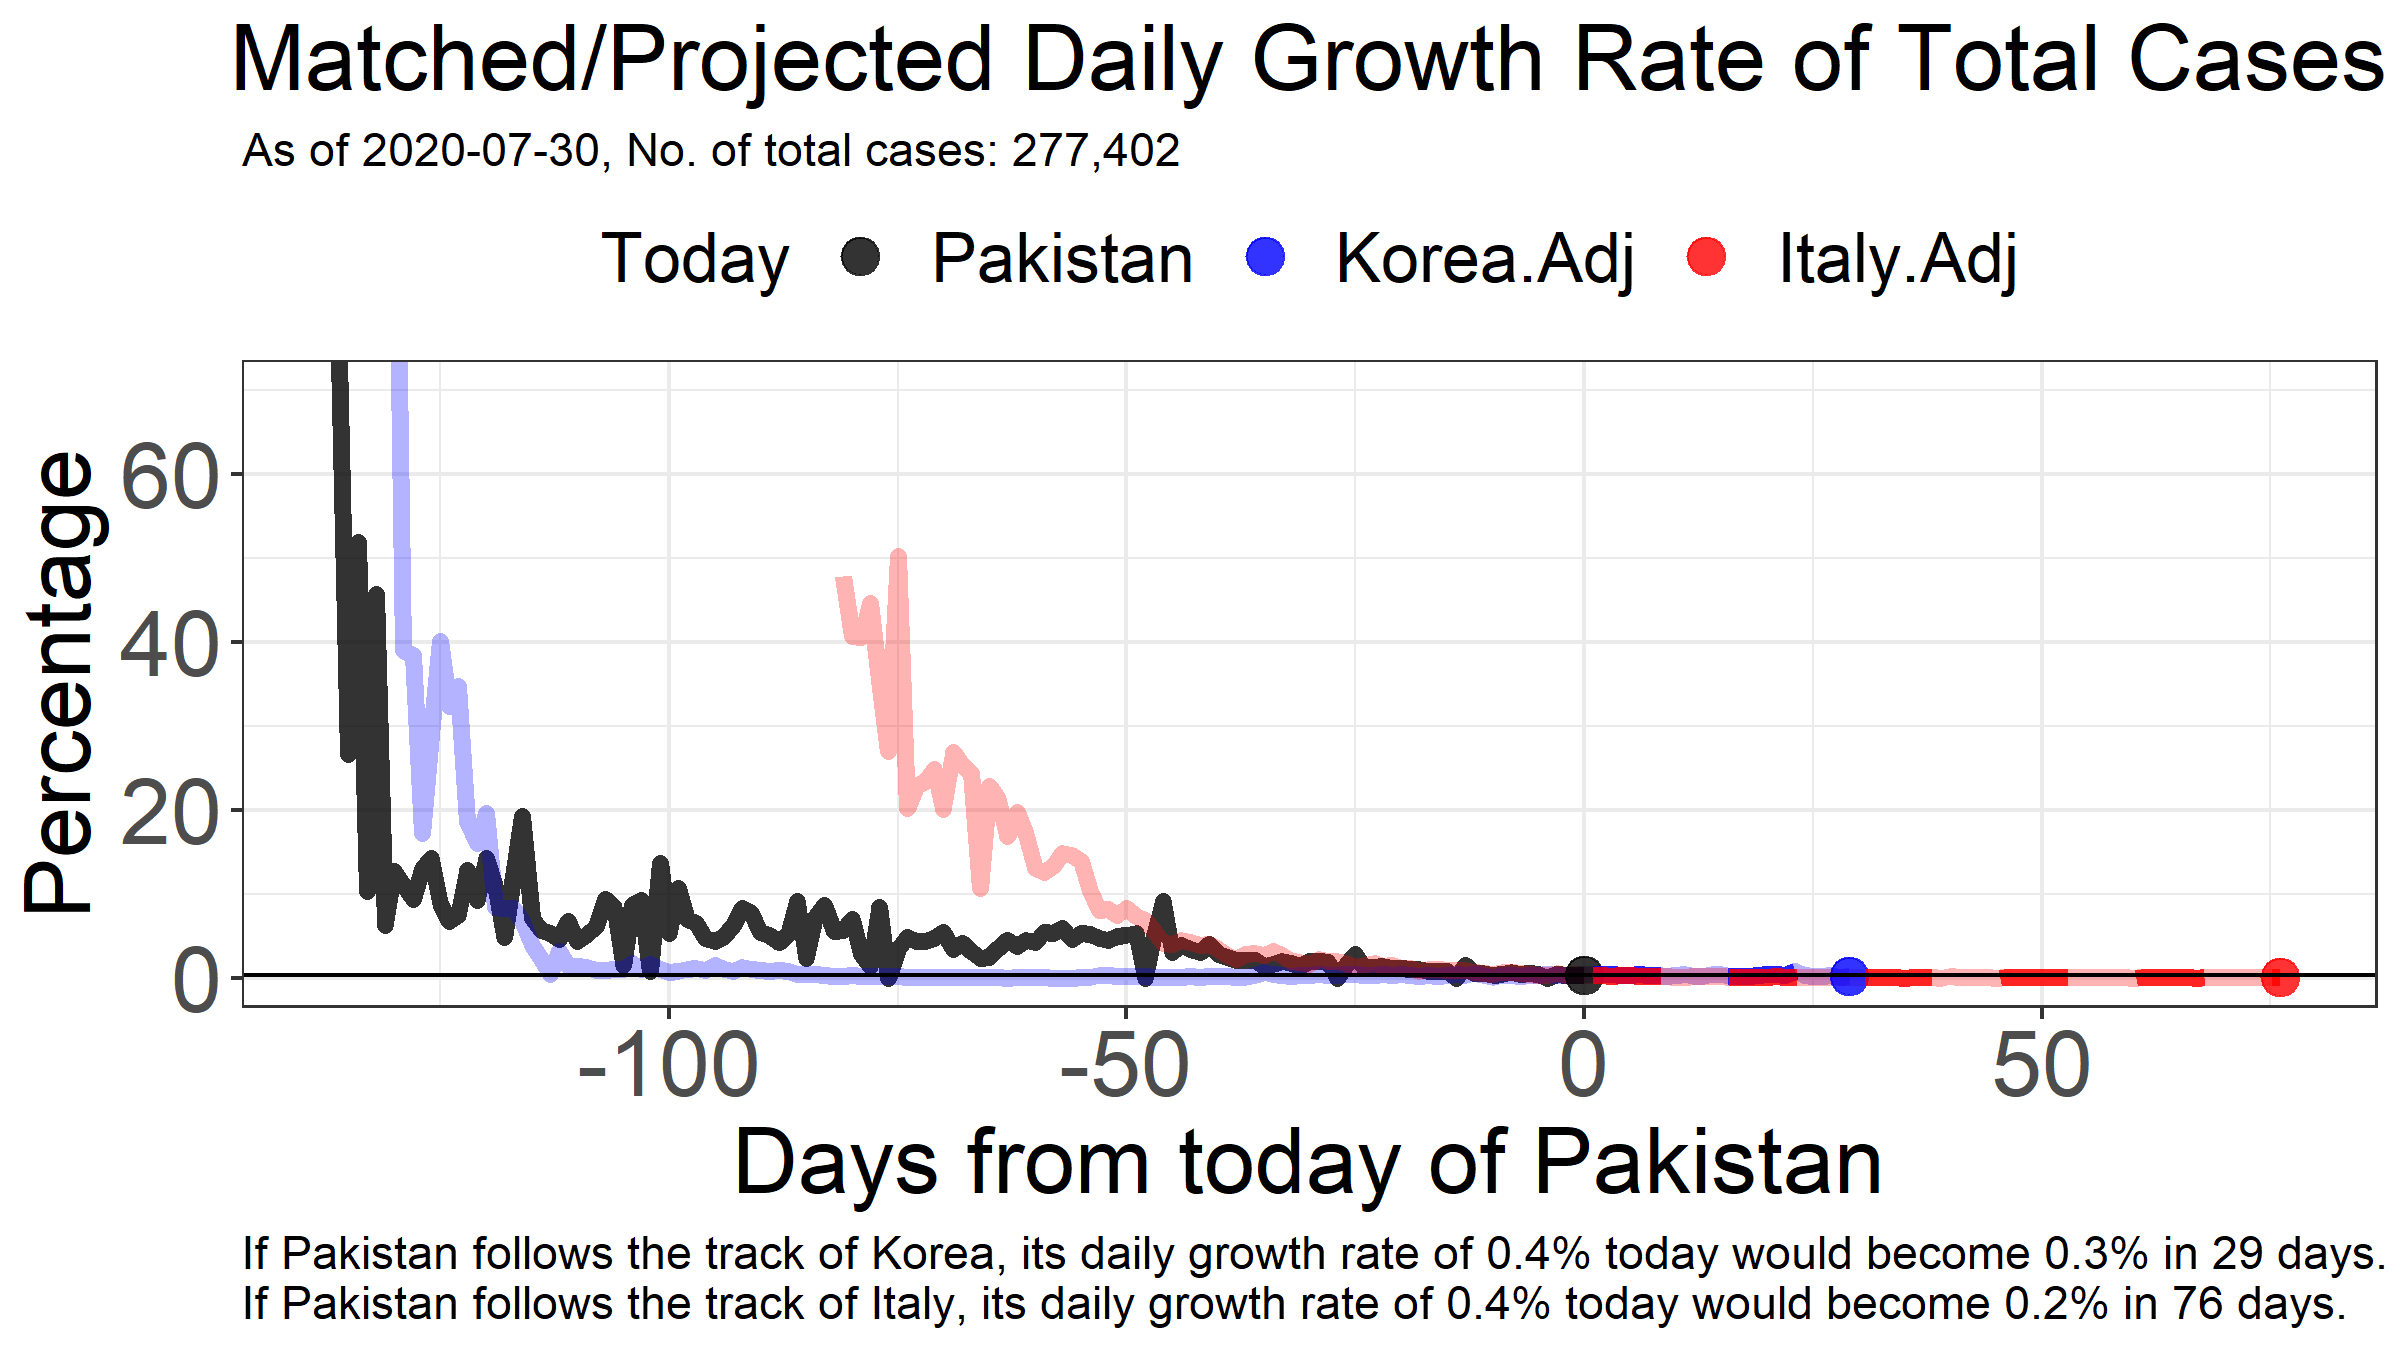 Matched/Projected Daily Growth Rate of Total Cases
As of 2020-07-30, No. of total cases: 277,402
Today Pakistan Korea.Adj Italy.Adj
Percentage
60
40
20
0
-100 -50 0 50
Days from today of Pakistan
If Pakistan follows the track of Korea, its daily growth rate of 0.4% today would become 0.3% in 29 days.
If Pakistan follows the track of Italy, its daily growth rate of 0.4% today would become 0.2% in 76 days.